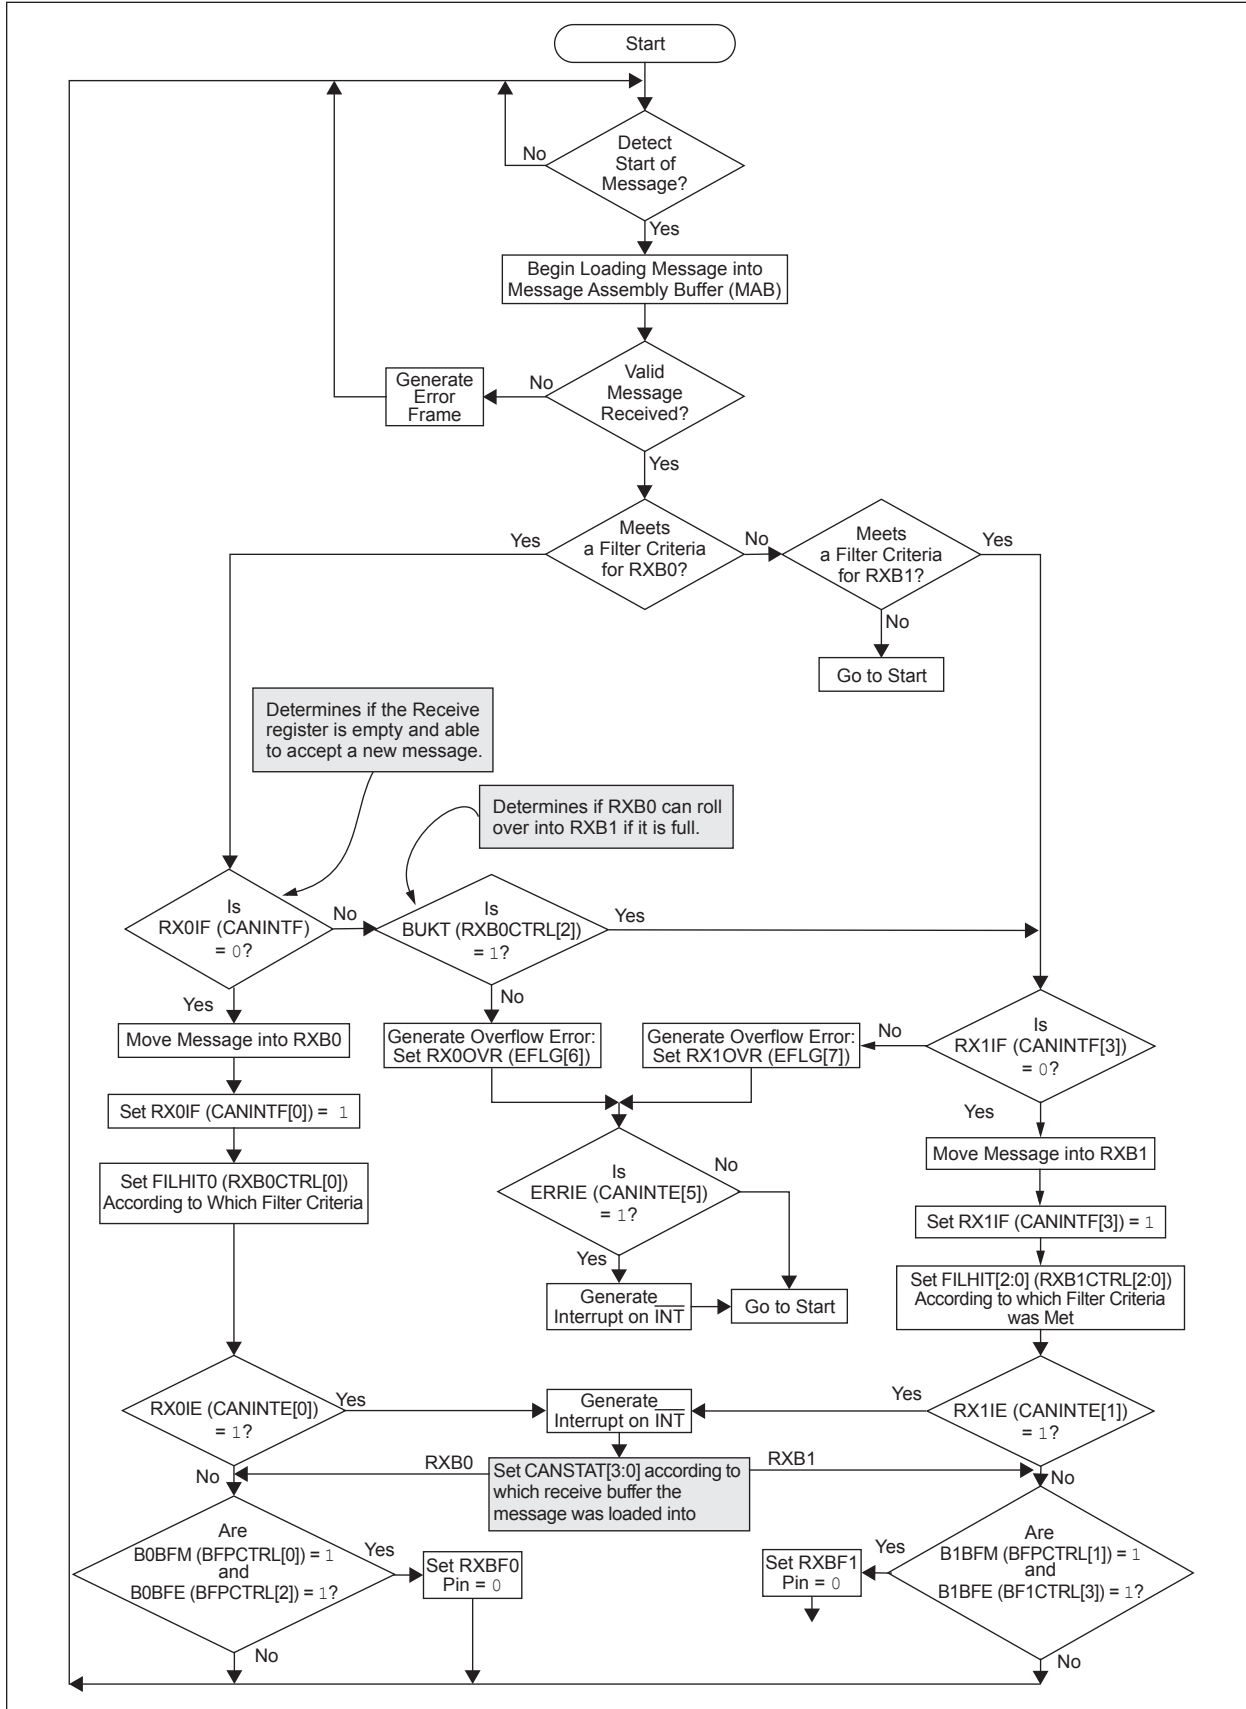 Start
Detect
Start of
Message?
No
Yes
Begin Loading Message into
Message Assembly Buffer (MAB)
Valid
Message
Received?
No
Generate
Error
Frame
Yes
Meets
a Filter Criteria
for RXB0?
Yes
No
Meets
a Filter Criteria
for RXB1?
Yes
No
Go to Start
Determines if the Receive
register is empty and able
to accept a new message.
Determines if RXB0 can roll
over into RXB1 if it is full.
Is
RX0IF (CANINTF)
= 0?
No
Is
BUKT (RXB0CTRL[2])
= 1?
Yes
Yes
No
Move Message into RXB0
Generate Overflow Error:
Set RX0OVR (EFLG[6])
Generate Overflow Error:
Set RX1OVR (EFLG[7])
No
Is
RX1IF (CANINTF[3])
= 0?
Yes
Set RX0IF (CANINTF[0]) = 1
Move Message into RXB1
Set FILHIT0 (RXB0CTRL[0])
According to Which Filter Criteria
Is
ERRIE (CANINTE[5])
= 1?
No
Yes
Set RX1IF (CANINTF[3]) = 1
Generate
Interrupt on INT
Go to Start
Set FILHIT[2:0] (RXB1CTRL[2:0])
According to which Filter Criteria
was Met
RX0IE (CANINTE[0])
= 1?
Yes
Generate
Interrupt on INT
Yes
RX1IE (CANINTE[1])
= 1?
No
RXB0
Set CANSTAT[3:0] according to
which receive buffer the
message was loaded into
RXB1
No
Are
B0BFM (BFPCTRL[0]) = 1
and
B0BFE (BFPCTRL[2]) = 1?
Yes
Set RXBF0
Pin = 0
Set RXBF1
Pin = 0
Yes
Are
B1BFM (BFPCTRL[1]) = 1
and
B1BFE (BF1CTRL[3]) = 1?
No
No